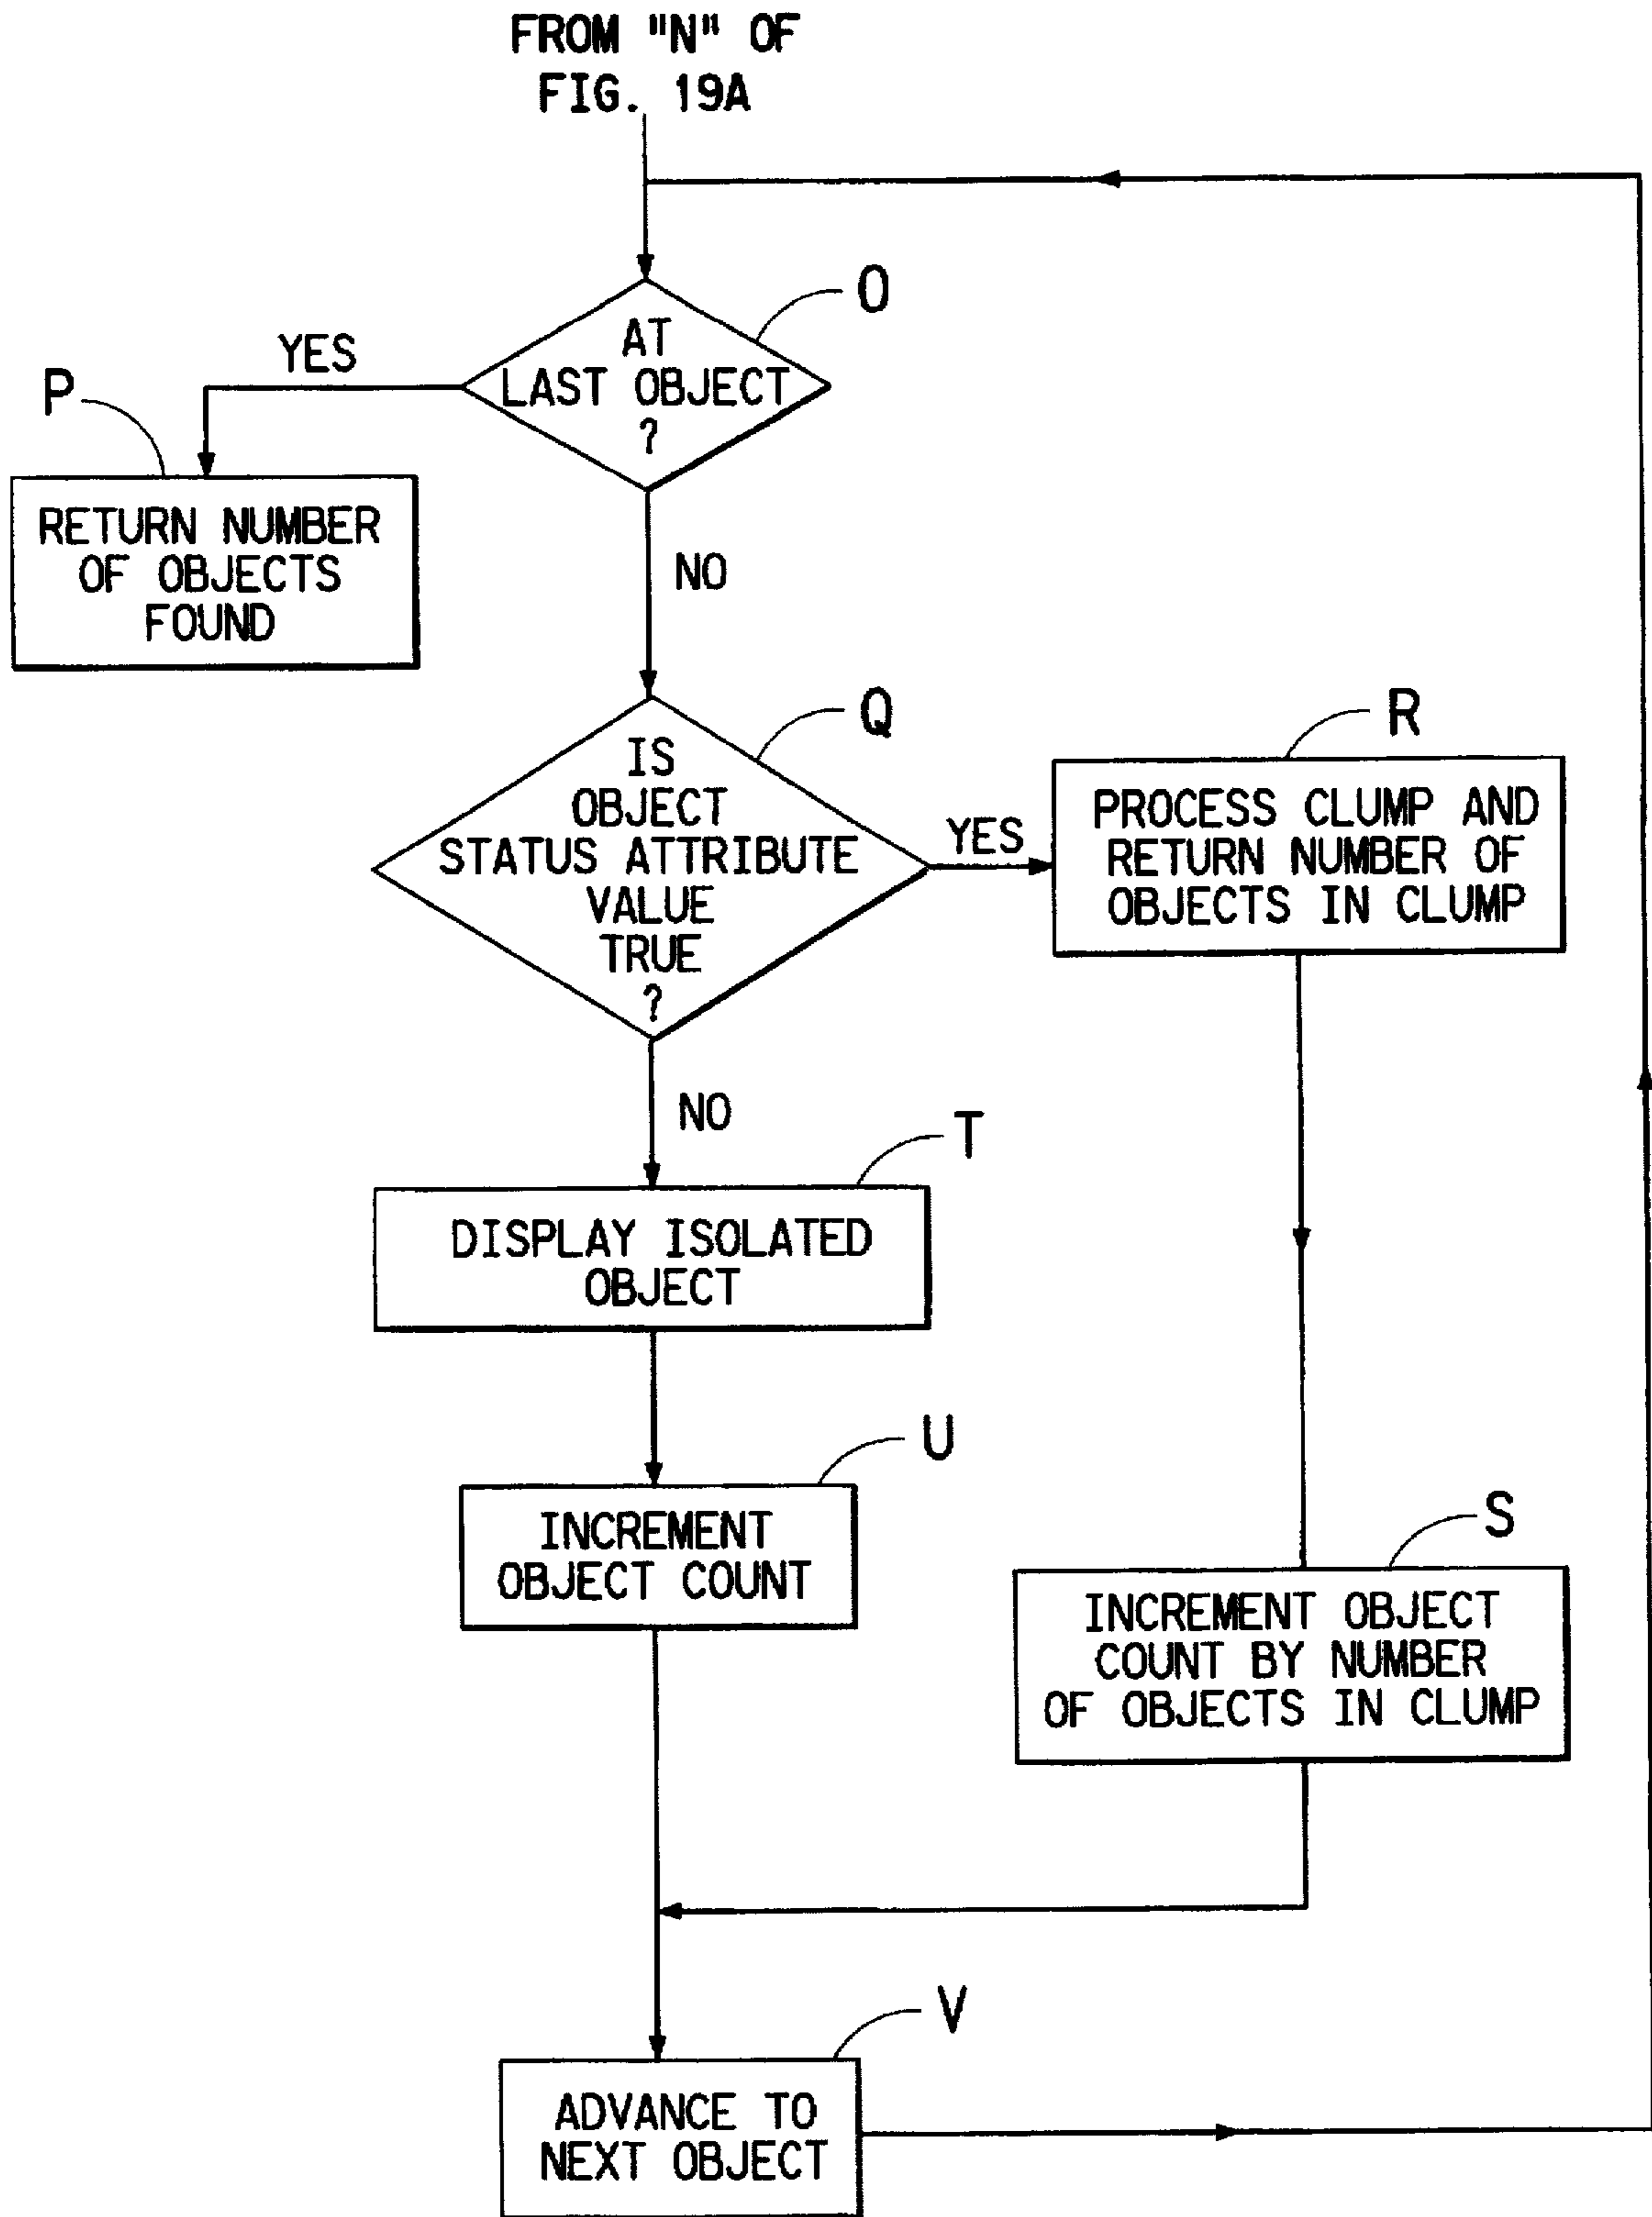 FROM "N" OF
FIG. 19A
O
AT
LAST OBJECT
?
YES
P
RETURN NUMBER
OF OBJECTS
FOUND
NO
Q
IS
OBJECT
STATUS ATTRIBUTE
VALUE
TRUE
?
YES
R
PROCESS CLUMP AND
RETURN NUMBER OF
OBJECTS IN CLUMP
NO
T
DISPLAY ISOLATED
OBJECT
U
INCREMENT
OBJECT COUNT
S
INCREMENT OBJECT
COUNT BY NUMBER
OF OBJECTS IN CLUMP
V
ADVANCE TO
NEXT OBJECT